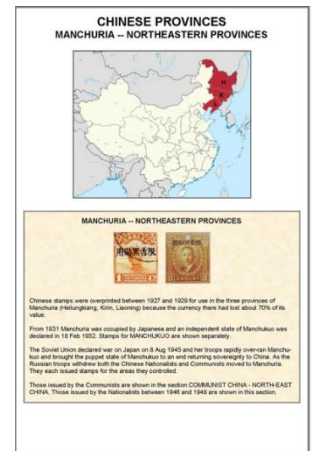 CHINESE PROVINCES
MANCHURIA -- NORTHEASTERN PROVINCES
H
K
L
MANCHURIA -- NORTHEASTERN PROVINCES
Chinese stamps were overprinted between 1927 and 1929 for use in the three provinces of
Manchuria (Heilungkiang, Kirin, Liaoning) because the currency there had lost about 70% of its
value.
From 1931 Manchuria was occupied by Japanese and an independent state of Manchukuo was
declared in 18 Feb 1932. Stamps for MANCHUKUO are shown separately.
The Soviet Union declared war on Japan on 8 Aug 1945 and her troops rapidly over-ran Manchu-
kuo and brought the puppet state of Manchukuo to an end returning sovereignty to China. As the
Russian troops withdrew both the Chinese Nationalists and Communists moved to Manchuria.
They each issued stamps for the areas they controlled.
Those issued by the Communists are shown in the section COMMUNIST CHINA - NORTH-EAST
CHINA. Those issued by the Nationalists between 1946 and 1948 are shown in this section.